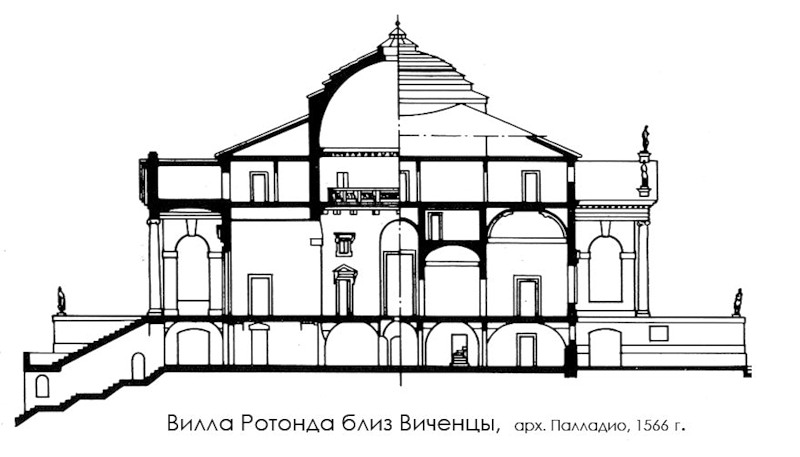 Вилла Ротонда близ Виченцы, арх. Палладио, 1566 г.